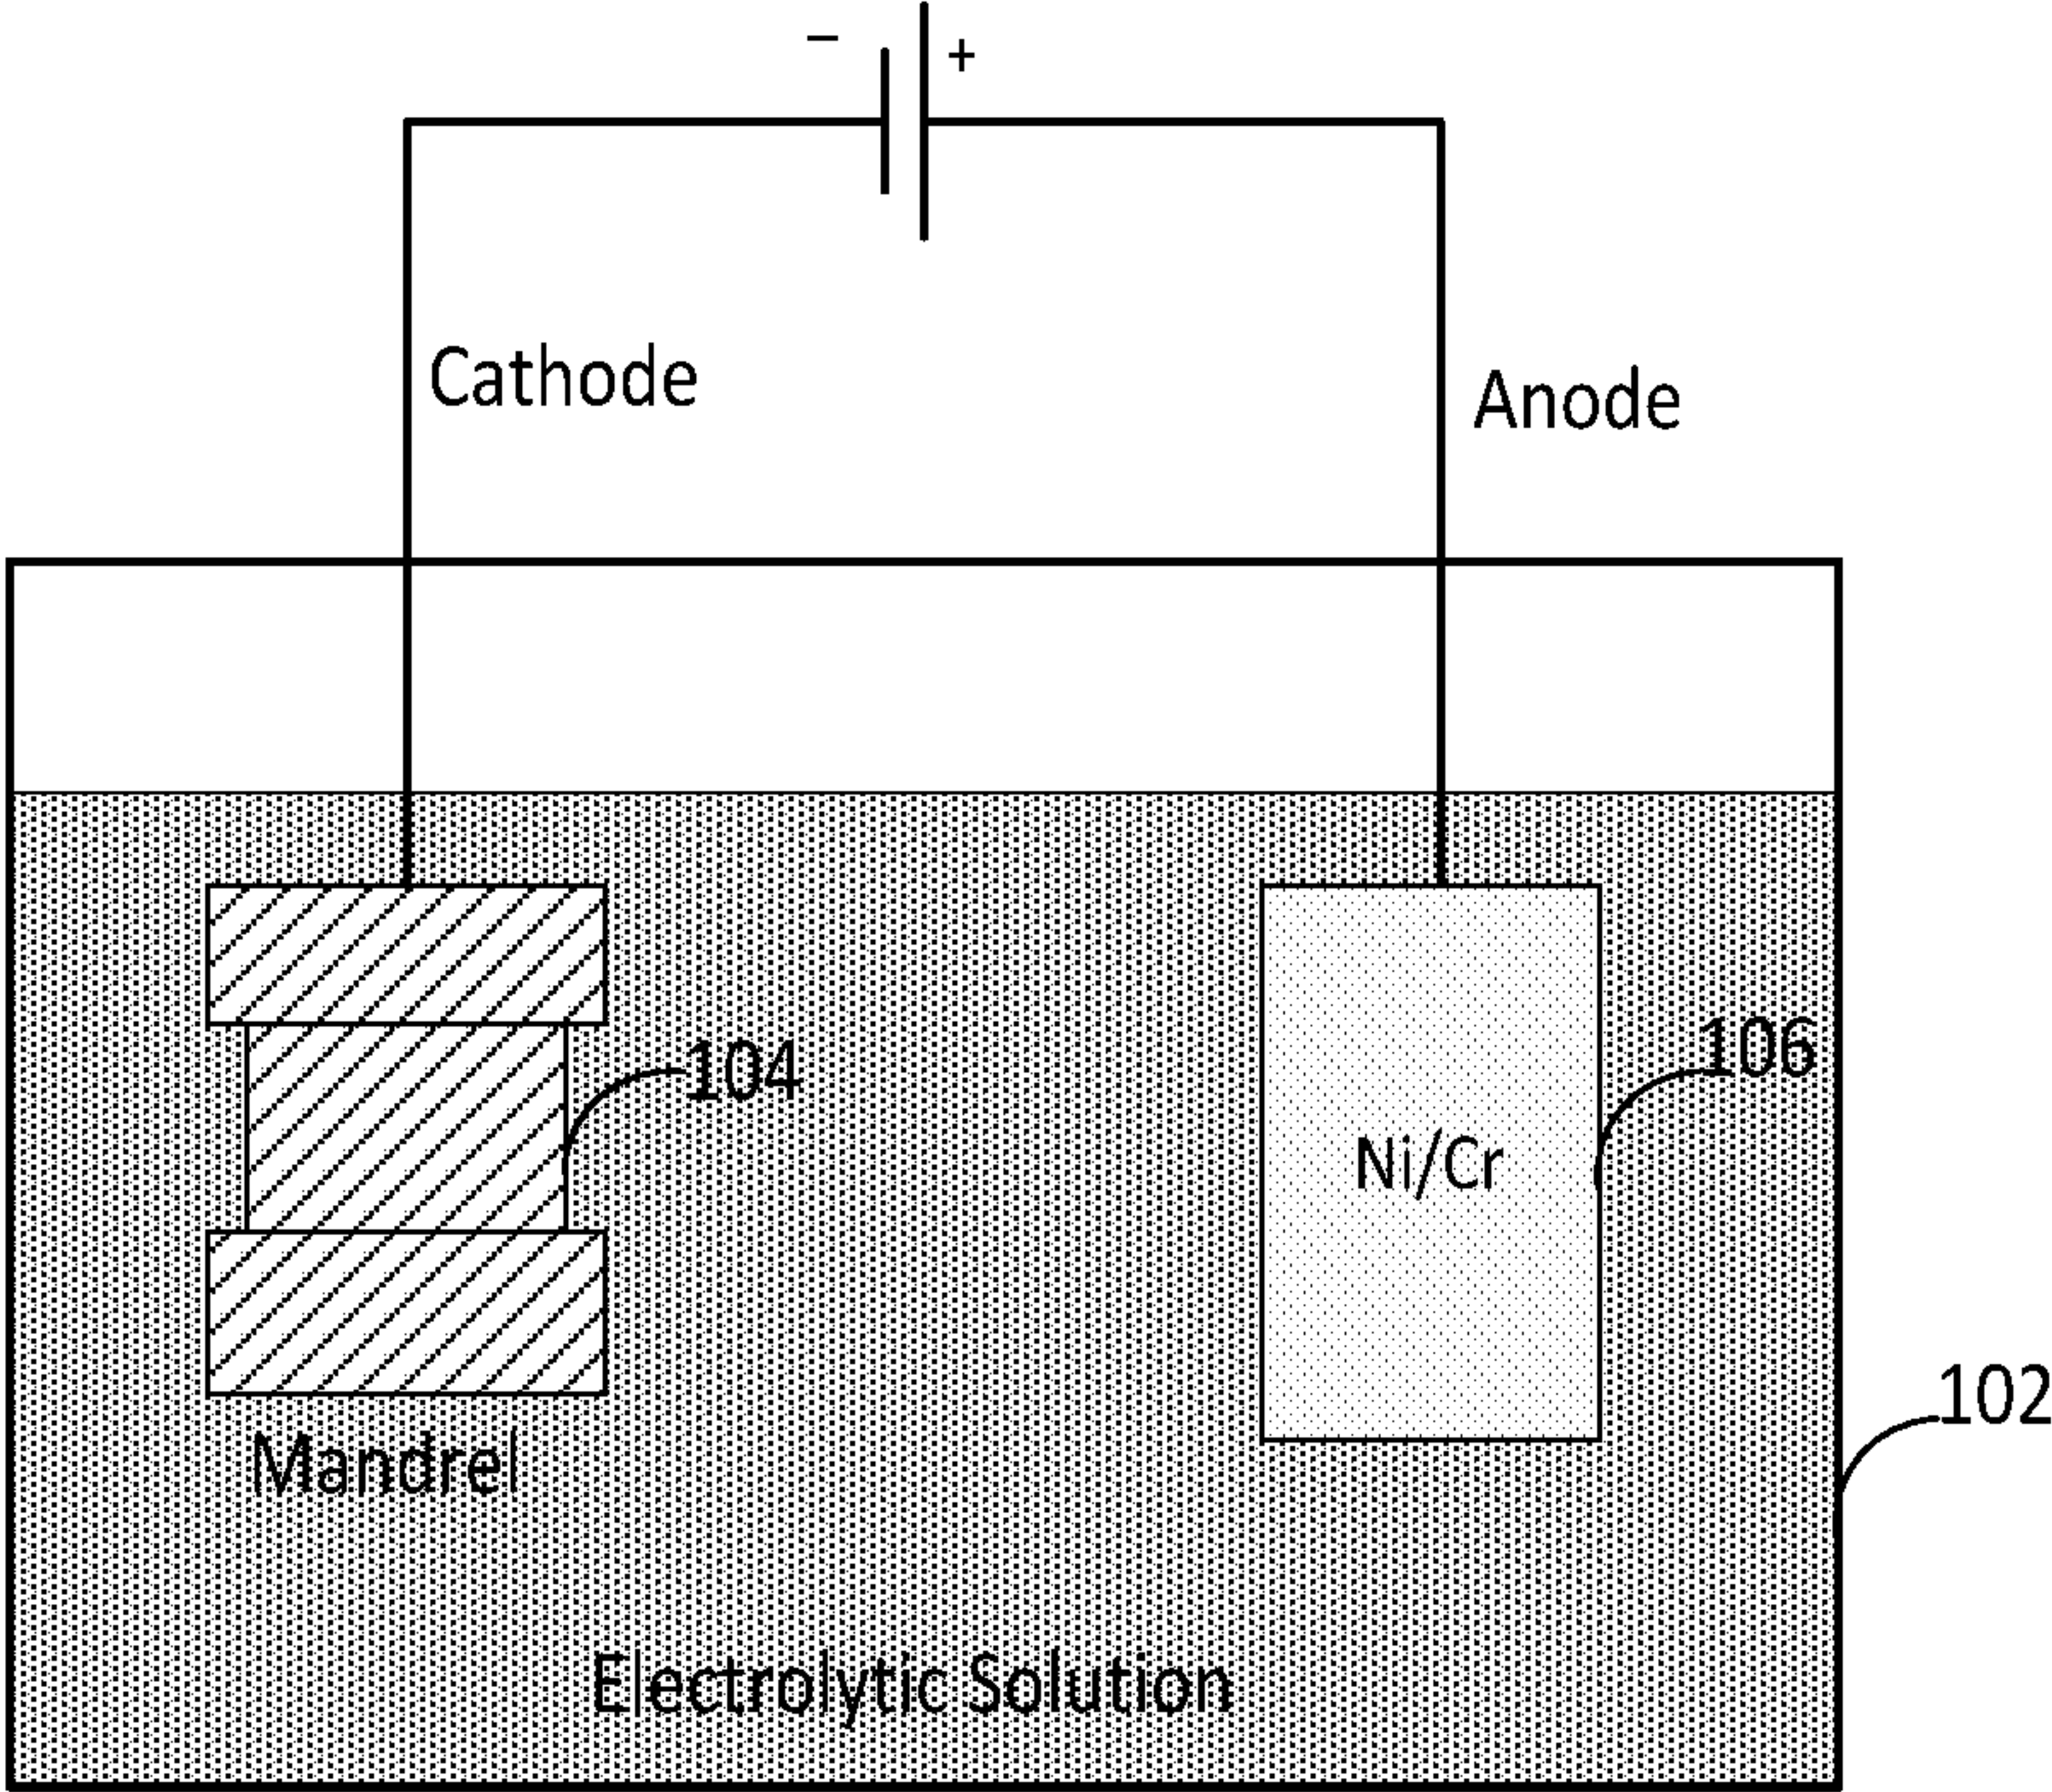 − +
Cathode
Anode
104
106
Ni/Cr
102
Mandrel
Electrolytic Solution